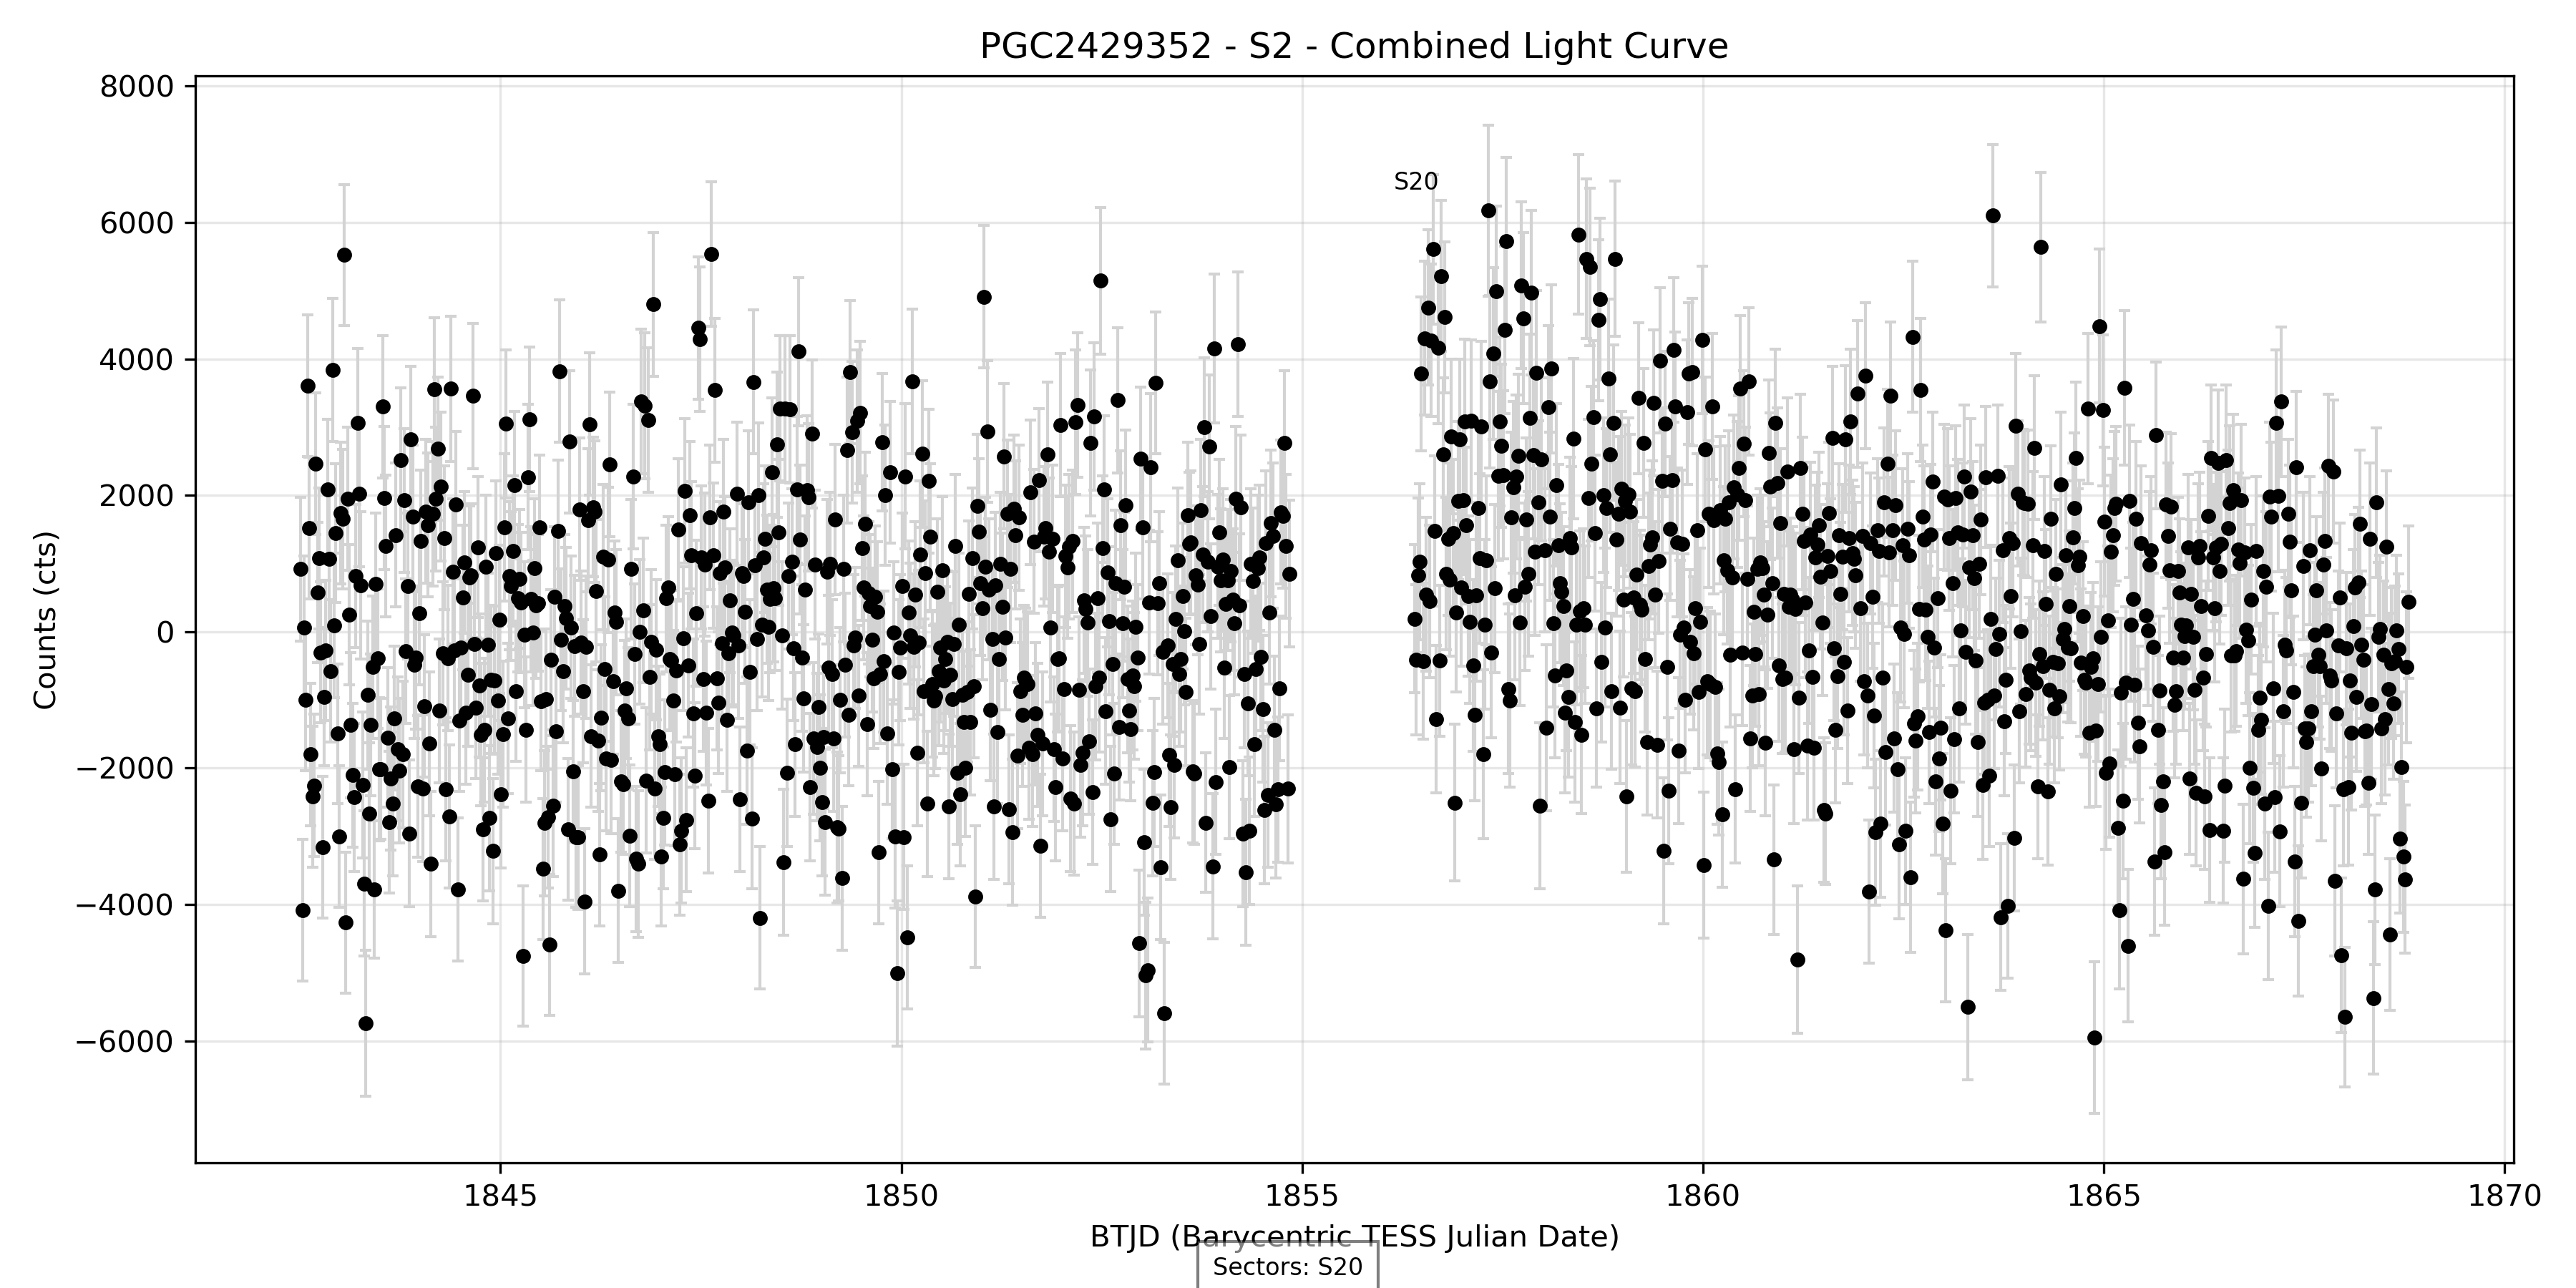 PGC2429352 - S2 - Combined Light Curve
8000
6000
4000
2000
0
−2000
−4000
−6000
Counts (cts)
S20
1845
1850
1855
1860
1865
1870
BTJD (Barycentric TESS Julian Date)
Sectors: S20